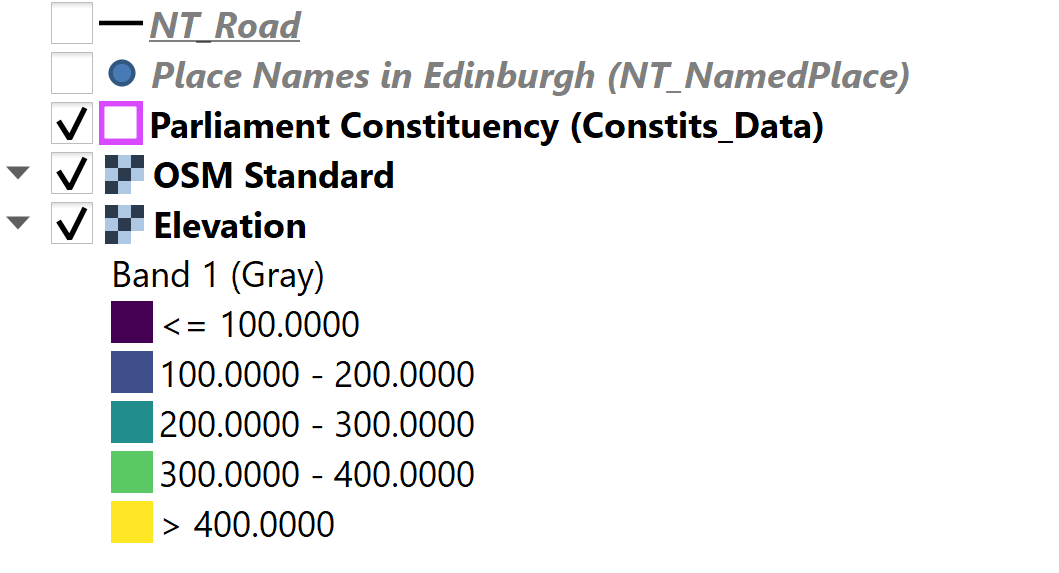 NT_Road
Place Names in Edinburgh (NT_NamedPlace)
Parliament Constituency (Constits_Data)
OSM Standard
Elevation
Band 1 (Gray)
<= 100.0000
100.0000 - 200.0000
200.0000 - 300.0000
300.0000 - 400.0000
> 400.0000